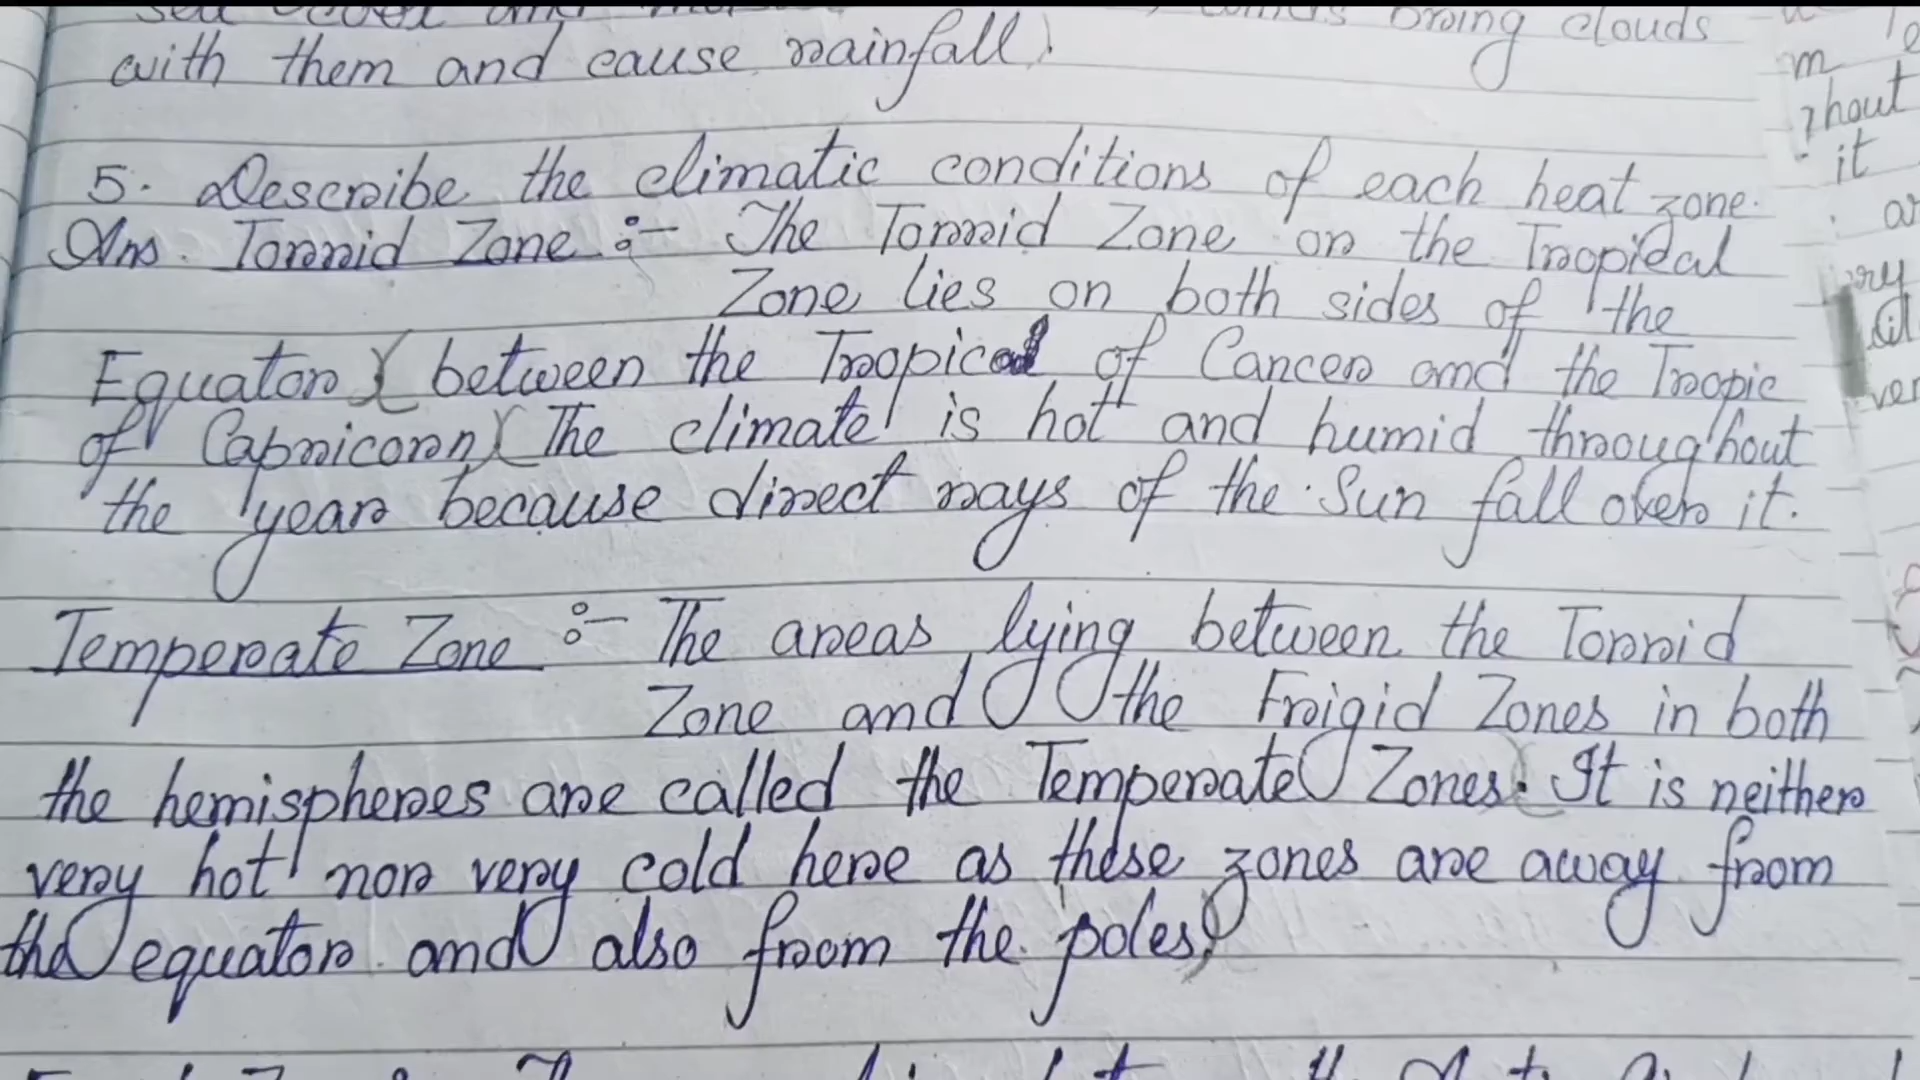 with them and cause rainfall.
bring clouds
5. Describe the climatic conditions of each heat zone.
Ans. Torrid Zone :- The Torrid Zone or the Tropical
Zone lies on both sides of the
Equator (between the Tropic of Cancer and the Tropic
of Capricorn) The climate is hot and humid throughout
the year because direct rays of the Sun fall over it.
Temperate Zone :- The areas lying between the Torrid
Zone and the Frigid Zones in both
the hemispheres are called the Temperate Zones. It is neither
very hot nor very cold here as these zones are away from
the equator and also from the poles.
hout
it